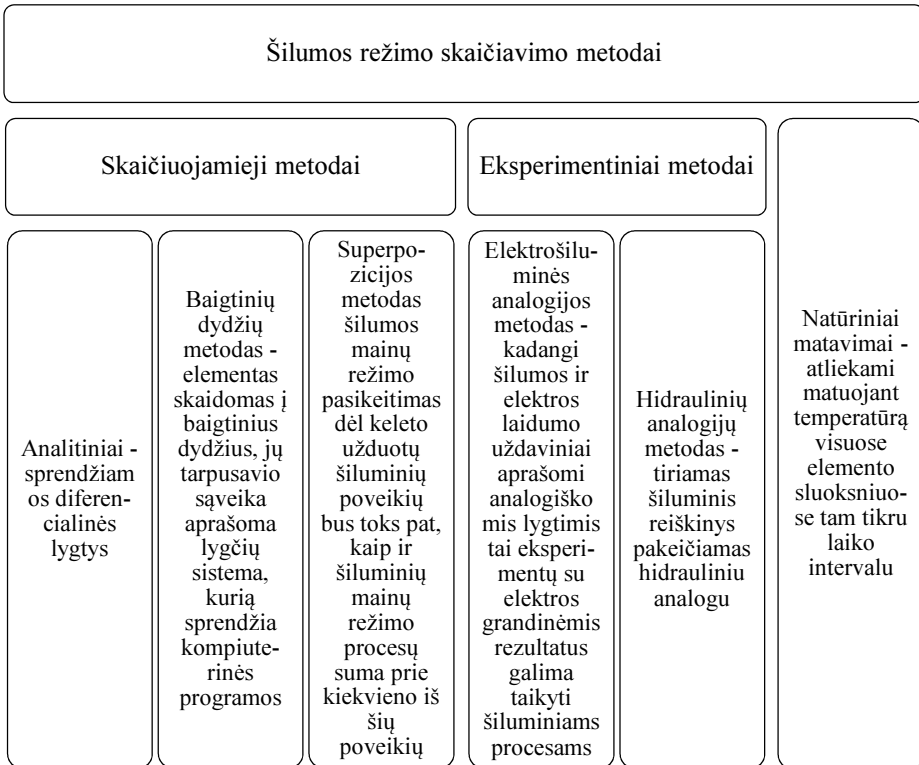 Šilumos režimo skaičiavimo metodai
Skaičiuojamieji metodai
Eksperimentiniai metodai
Analitiniai -
sprendžiam
os diferen-
cialinės
lygtys
Baigtinių
dydžių
metodas -
elementas
skaidomas į
baigtinius
dydžius, jų
tarpusavio
sąveika
aprašoma
lygčių
sistema,
kurią
sprendžia
kompiute-
rinės
programos
Superpo-
zicijos
metodas
šilumos
mainų
režimo
pasikeitimas
dėl keleto
užduotų
šiluminių
poveikių
bus toks pat,
kaip ir
šiluminių
mainų
režimo
procesų
suma prie
kiekvieno iš
šių
poveikių
Elektrošilu-
minės
analogijos
metodas -
kadangi
šilumos ir
elektros
laidumo
uždaviniai
aprašomi
analogiško
mis lygtimis
tai eksperi-
mentų su
elektros
grandinėmis
rezultatus
galima
taikyti
šiluminiams
procesams
Hidraulinių
analogijų
metodas -
tiriamas
šiluminis
reiškinys
pakeičiamas
hidrauliniu
analogu
Natūriniai
matavimai -
atliekami
matuojant
temperatūrą
visuose
elemento
sluoksniuo-
se tam tikru
laiko
intervalu